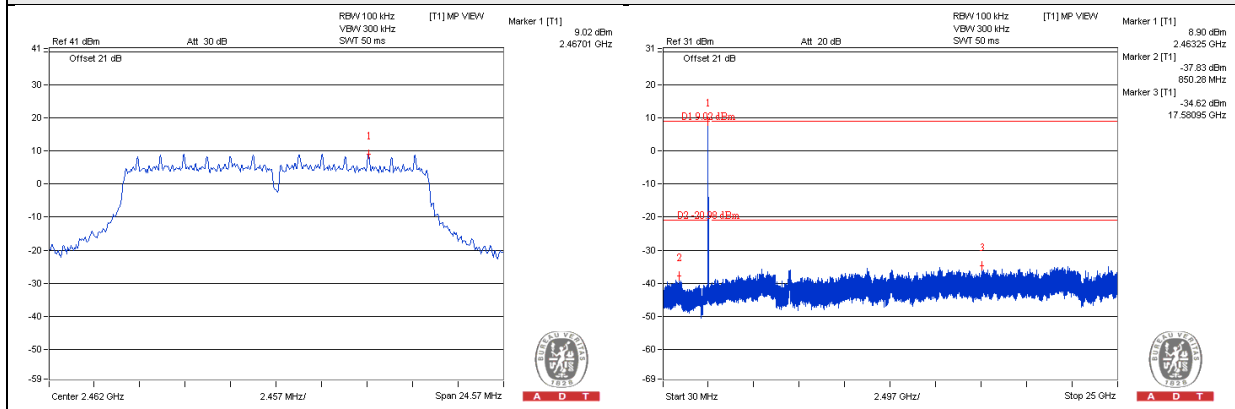 RBW 100 kHz [T1] MP VIEW
VBW 300 kHz
Ref 41 dBm Att 30 dB SWT 50 ms
Marker 1 [T1]
9.02 dBm
2.46701 GHz
41
Offset 21 dB
30
20
10
0
-10
-20
-30
-40
-50
-59
1
Center 2.462 GHz 2.457 MHz/ Span 24.57 MHz
BUREAU VERITAS
1828
A D T
RBW 100 kHz [T1] MP VIEW
VBW 300 kHz
Ref 31 dBm Att 20 dB SWT 50 ms
Marker 1 [T1]
8.90 dBm
2.46325 GHz
Marker 2 [T1]
-37.83 dBm
850.28 MHz
Marker 3 [T1]
-34.62 dBm
17.58095 GHz
31
Offset 21 dB
20
10
0
-10
-20
-30
-40
-50
-60
-69
1
D1 9.02 dBm
D2 -20.98 dBm
2
3
Start 30 MHz 2.497 GHz/ Stop 25 GHz
BUREAU VERITAS
1828
A D T